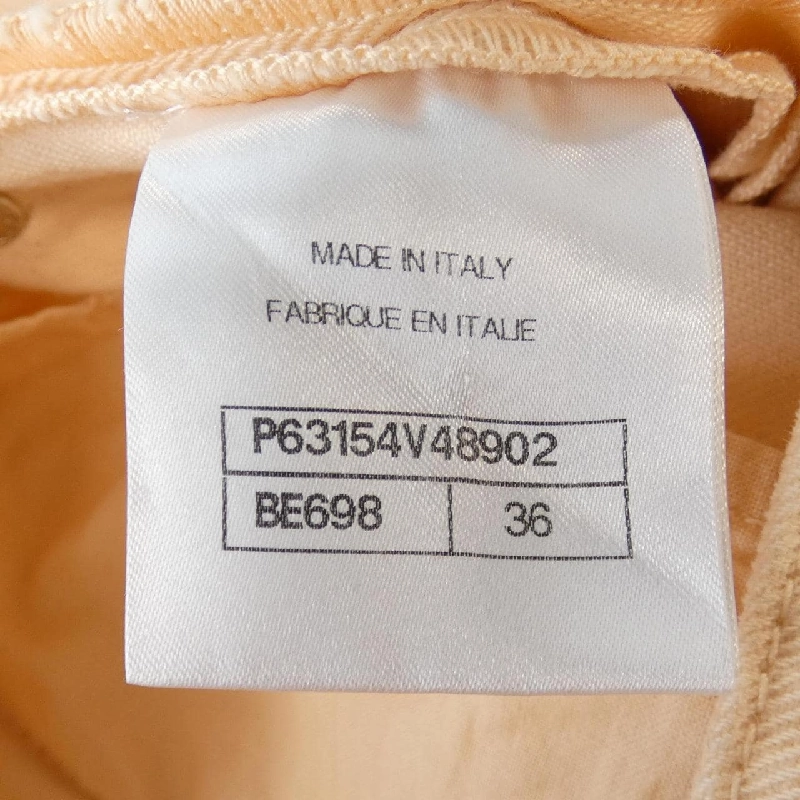 MADE IN ITALY
FABRIQUE EN ITALIE
P63154V48902
BE698 36